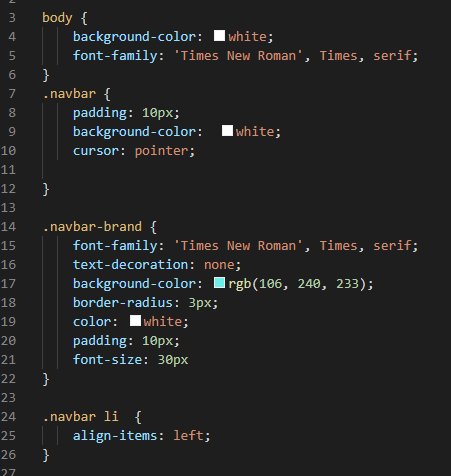 3 body {
4 background-color: white;
5 font-family: 'Times New Roman', Times, serif;
6 }
7 .navbar {
8 padding: 10px;
9 background-color:  white;
10 cursor: pointer;
11
12 }
13
14 .navbar-brand {
15 font-family: 'Times New Roman', Times, serif;
16 text-decoration: none;
17 background-color: rgb(106, 240, 233);
18 border-radius: 3px;
19 color: white;
20 padding: 10px;
21 font-size: 30px
22 }
23
24 .navbar li  {
25 align-items: left;
26 }
27